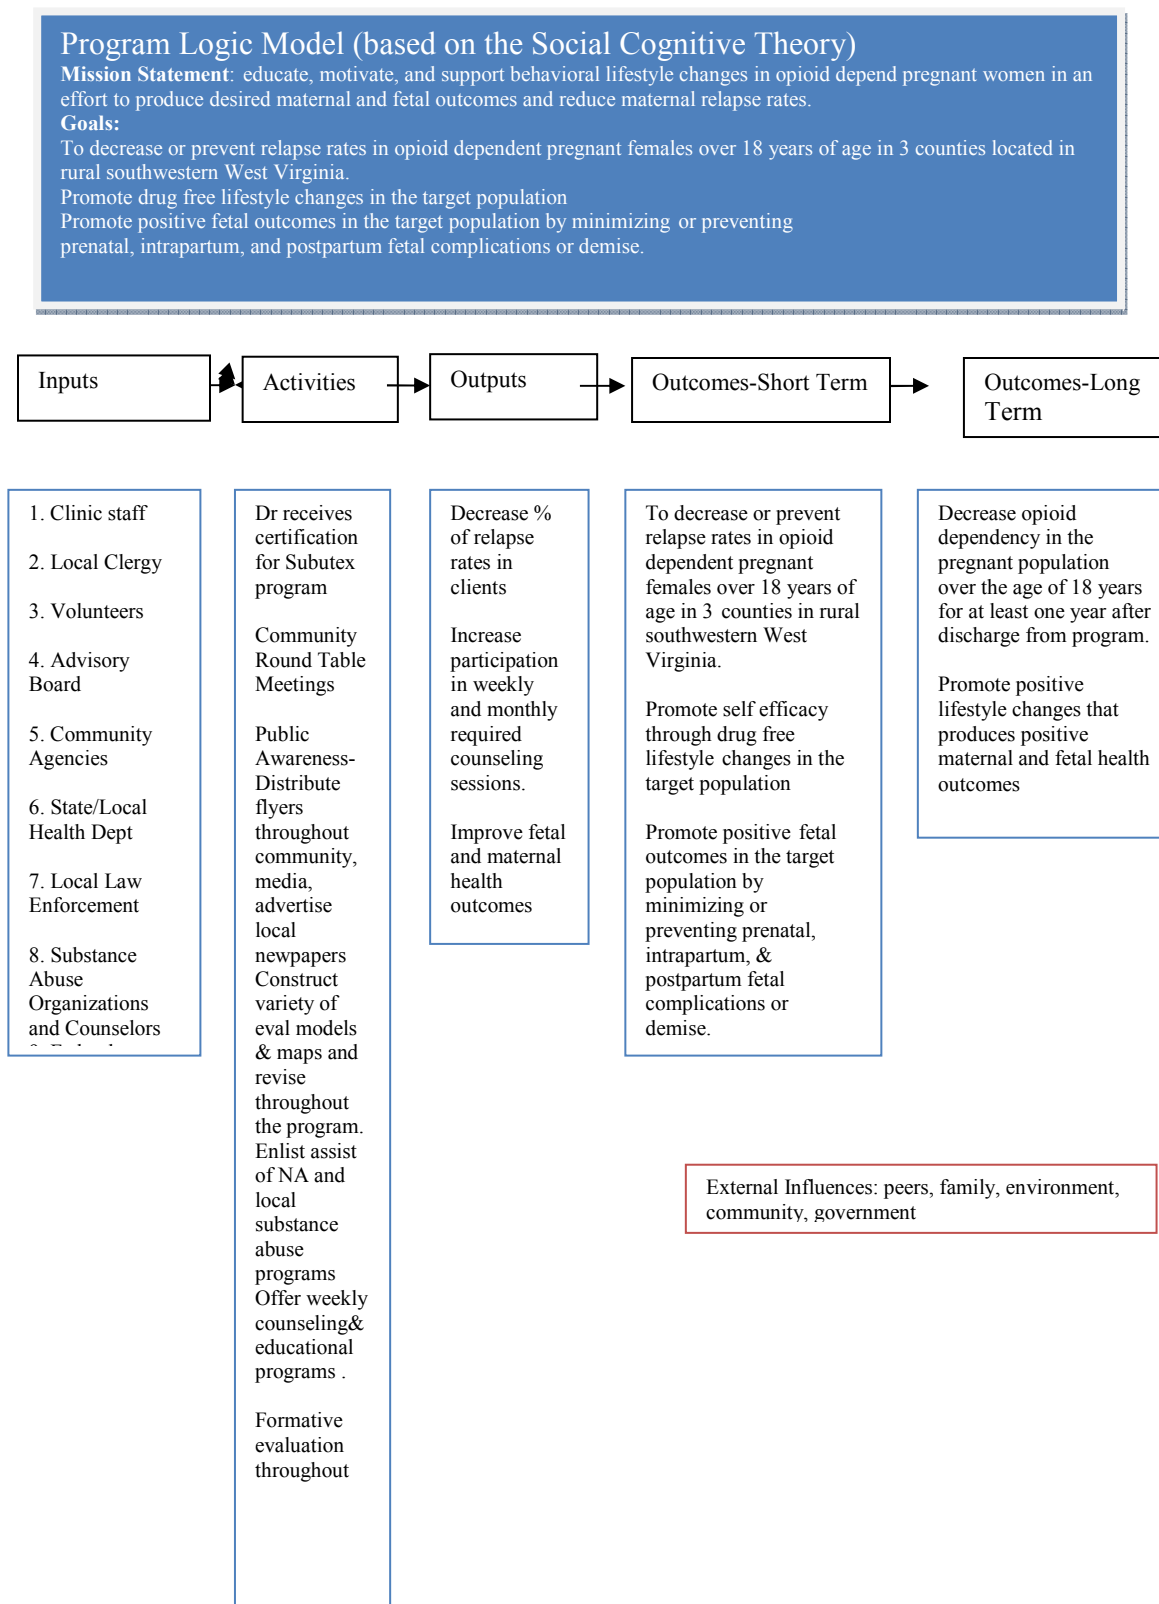 Program Logic Model (based on the Social Cognitive Theory)
Mission Statement: educate, motivate, and support behavioral lifestyle changes in opioid depend pregnant women in an
effort to produce desired maternal and fetal outcomes and reduce maternal relapse rates.
Goals:
To decrease or prevent relapse rates in opioid dependent pregnant females over 18 years of age in 3 counties located in
rural southwestern West Virginia.
Promote drug free lifestyle changes in the target population
Promote positive fetal outcomes in the target population by minimizing or preventing
prenatal, intrapartum, and postpartum fetal complications or demise.
Inputs
Activities
Outputs
Outcomes-Short Term
Outcomes-Long
Term
1. Clinic staff
2. Local Clergy
3. Volunteers
4. Advisory
Board
5. Community
Agencies
6. State/Local
Health Dept
7. Local Law
Enforcement
8. Substance
Abuse
Organizations
and Counselors
Dr receives
certification
for Subutex
program
Community
Round Table
Meetings
Public
Awareness-
Distribute
flyers
throughout
community,
media,
advertise
local
newspapers
Construct
variety of
eval models
& maps and
revise
throughout
the program.
Enlist assist
of NA and
local
substance
abuse
programs
Offer weekly
counseling&
educational
programs .
Formative
evaluation
throughout
Decrease %
of relapse
rates in
clients
Increase
participation
in weekly
and monthly
required
counseling
sessions.
Improve fetal
and maternal
health
outcomes
To decrease or prevent
relapse rates in opioid
dependent pregnant
females over 18 years of
age in 3 counties in rural
southwestern West
Virginia.
Promote self efficacy
through drug free
lifestyle changes in the
target population
Promote positive fetal
outcomes in the target
population by
minimizing or
preventing prenatal,
intrapartum, &
postpartum fetal
complications or
demise.
Decrease opioid
dependency in the
pregnant population
over the age of 18 years
for at least one year after
discharge from program.
Promote positive
lifestyle changes that
produces positive
maternal and fetal health
outcomes
External Influences: peers, family, environment,
community, government